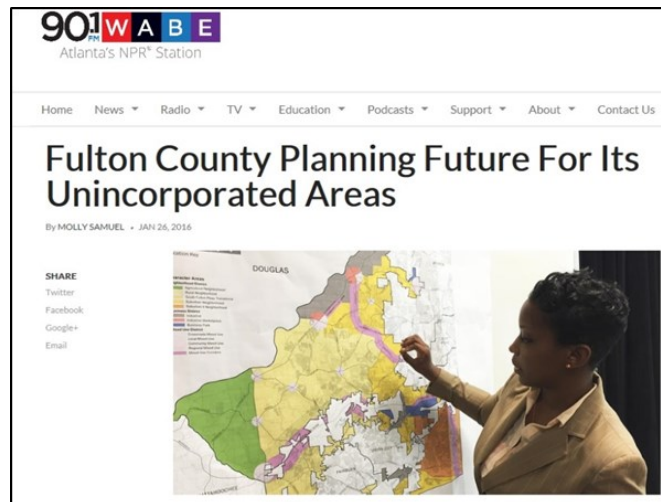 90.1 FM WABE
Atlanta's NPR® Station
Home News Radio TV Education Podcasts Support About Contact Us
Fulton County Planning Future For Its
Unincorporated Areas
By MOLLY SAMUEL • JAN 26, 2016
SHARE
Twitter
Facebook
Google+
Email
DOUGLAS